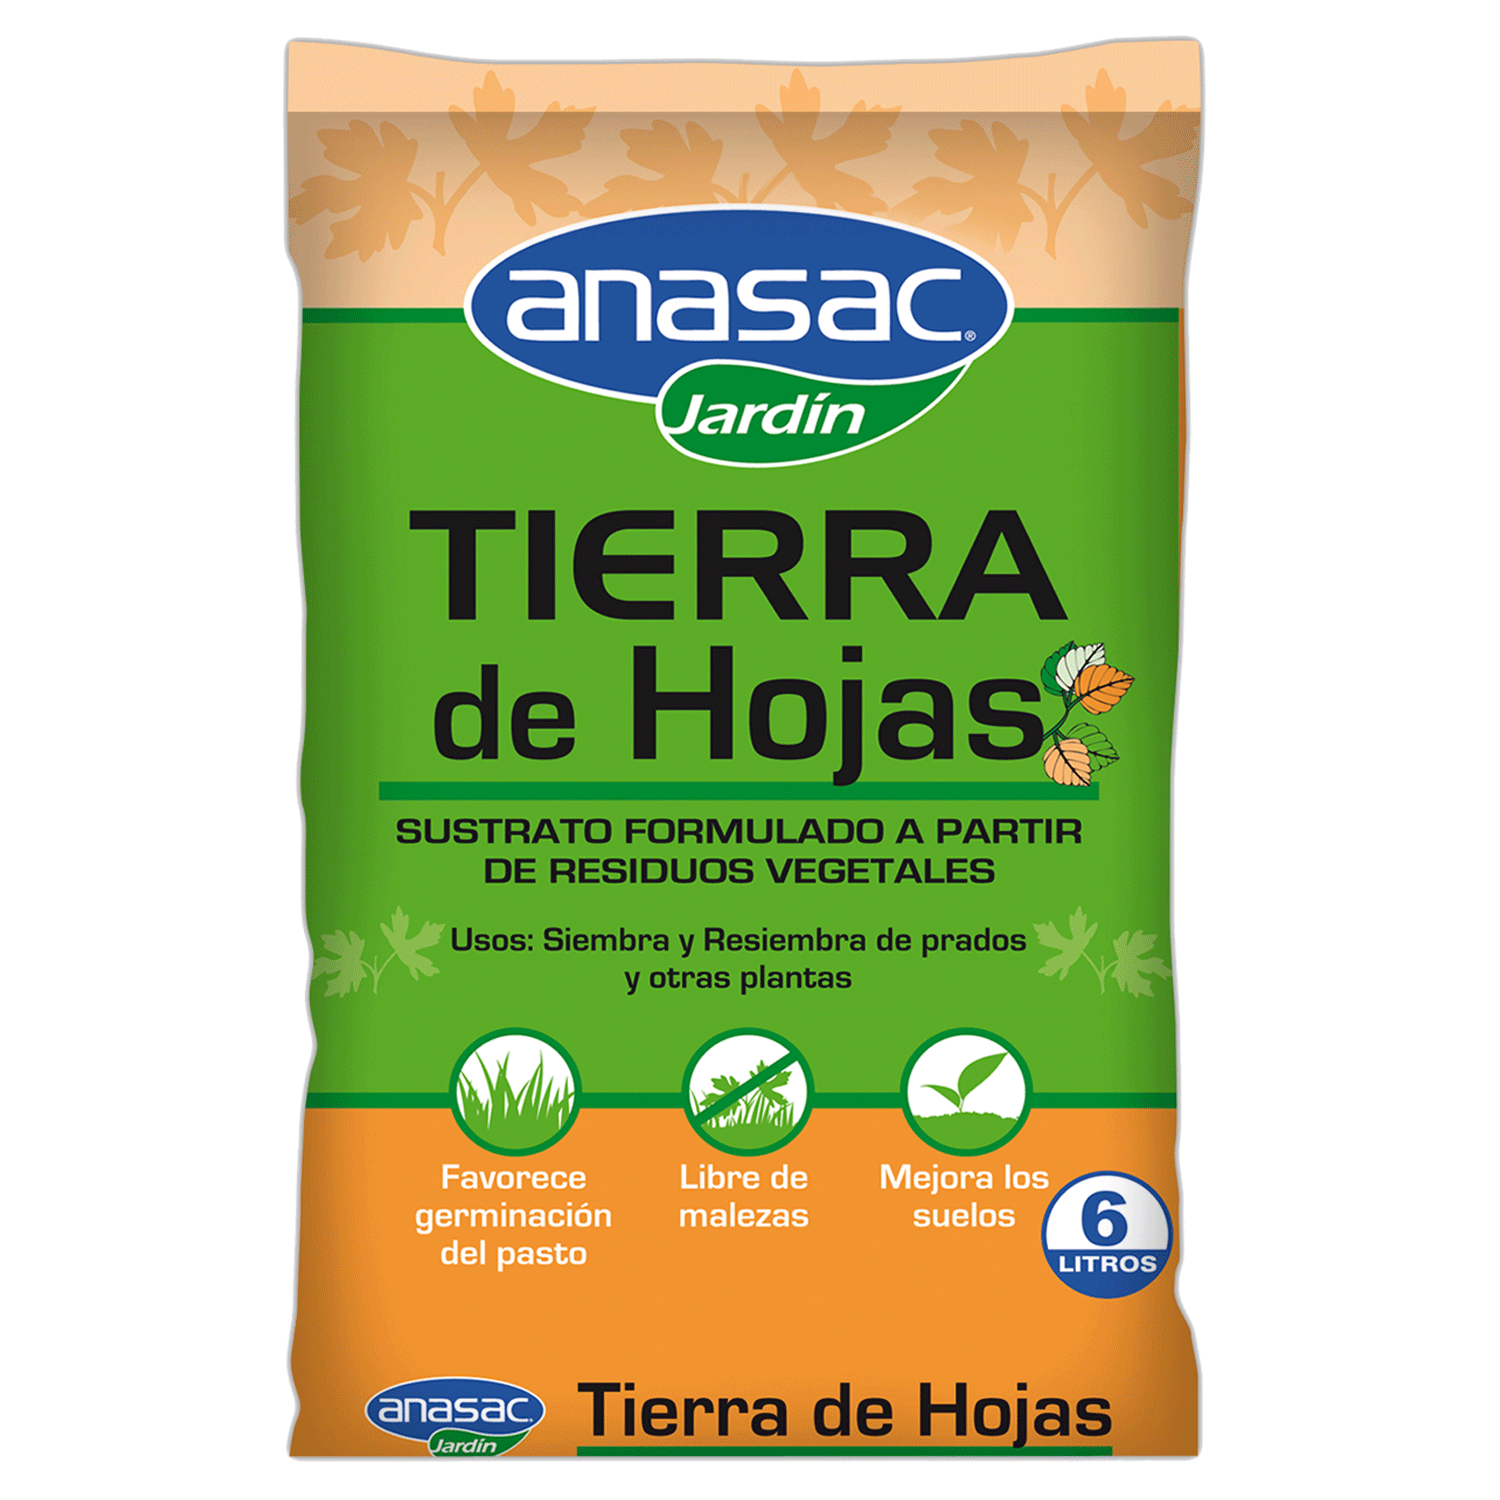 anasac®
Jardín
TIERRA
de Hojas
SUSTRATO FORMULADO A PARTIR
DE RESIDUOS VEGETALES
Usos: Siembra y Resiembra de prados
y otras plantas
Favorece
germinación
del pasto
Libre de
malezas
Mejora los
suelos
6
LITROS
anasac
Jardín
Tierra de Hojas